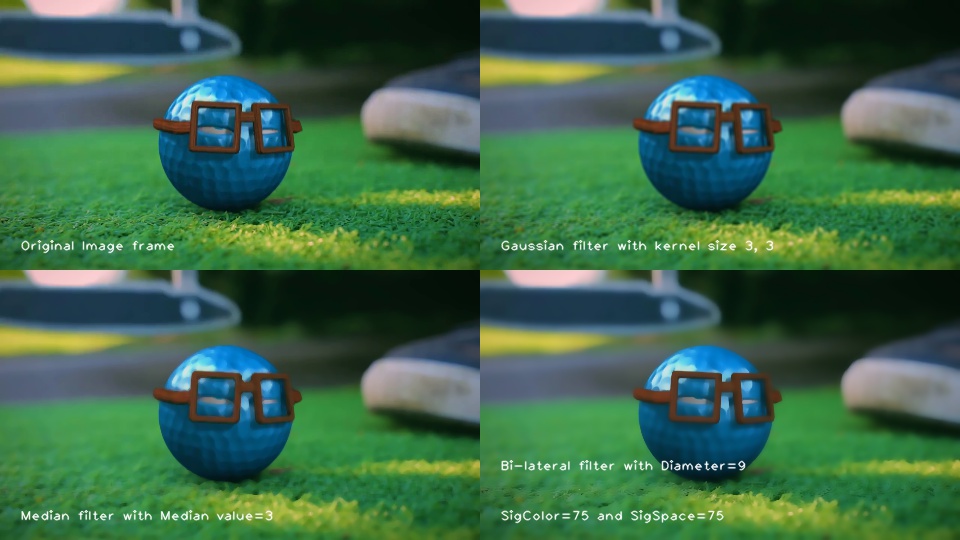 Original Image frame
Gaussian filter with kernel size 3, 3
Median filter with Median value=3
Bi-lateral filter with Diameter=9
SigColor=75 and SigSpace=75